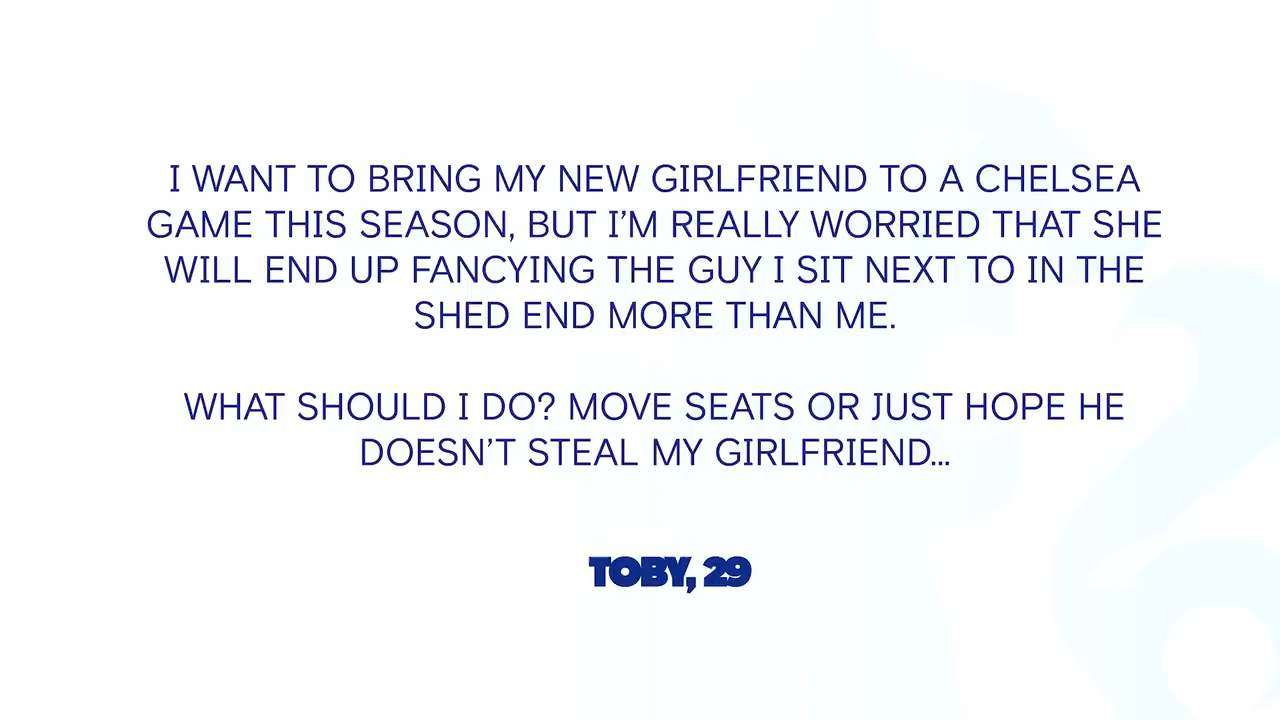 I WANT TO BRING MY NEW GIRLFRIEND TO A CHELSEA
GAME THIS SEASON, BUT I’M REALLY WORRIED THAT SHE
WILL END UP FANCYING THE GUY I SIT NEXT TO IN THE
SHED END MORE THAN ME.
WHAT SHOULD I DO? MOVE SEATS OR JUST HOPE HE
DOESN’T STEAL MY GIRLFRIEND...
TOBY, 29